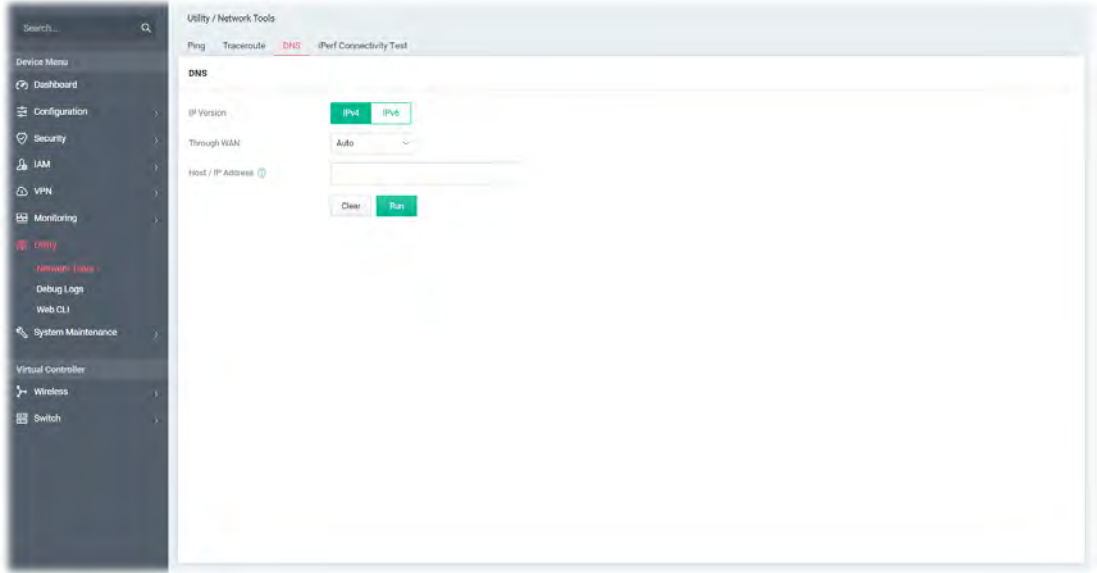 Search...
Device Menu
Dashboard
Configuration
Security
IAM
VPN
Monitoring
Utility
Network Tools
Debug Logs
Web CLI
System Maintenance
Virtual Controller
Wireless
Switch
Utility / Network Tools
Ping Traceroute DNS iPerf Connectivity Test
DNS
IP Version IPv4 IPv6
Through WAN Auto
Host / IP Address
Clear Run